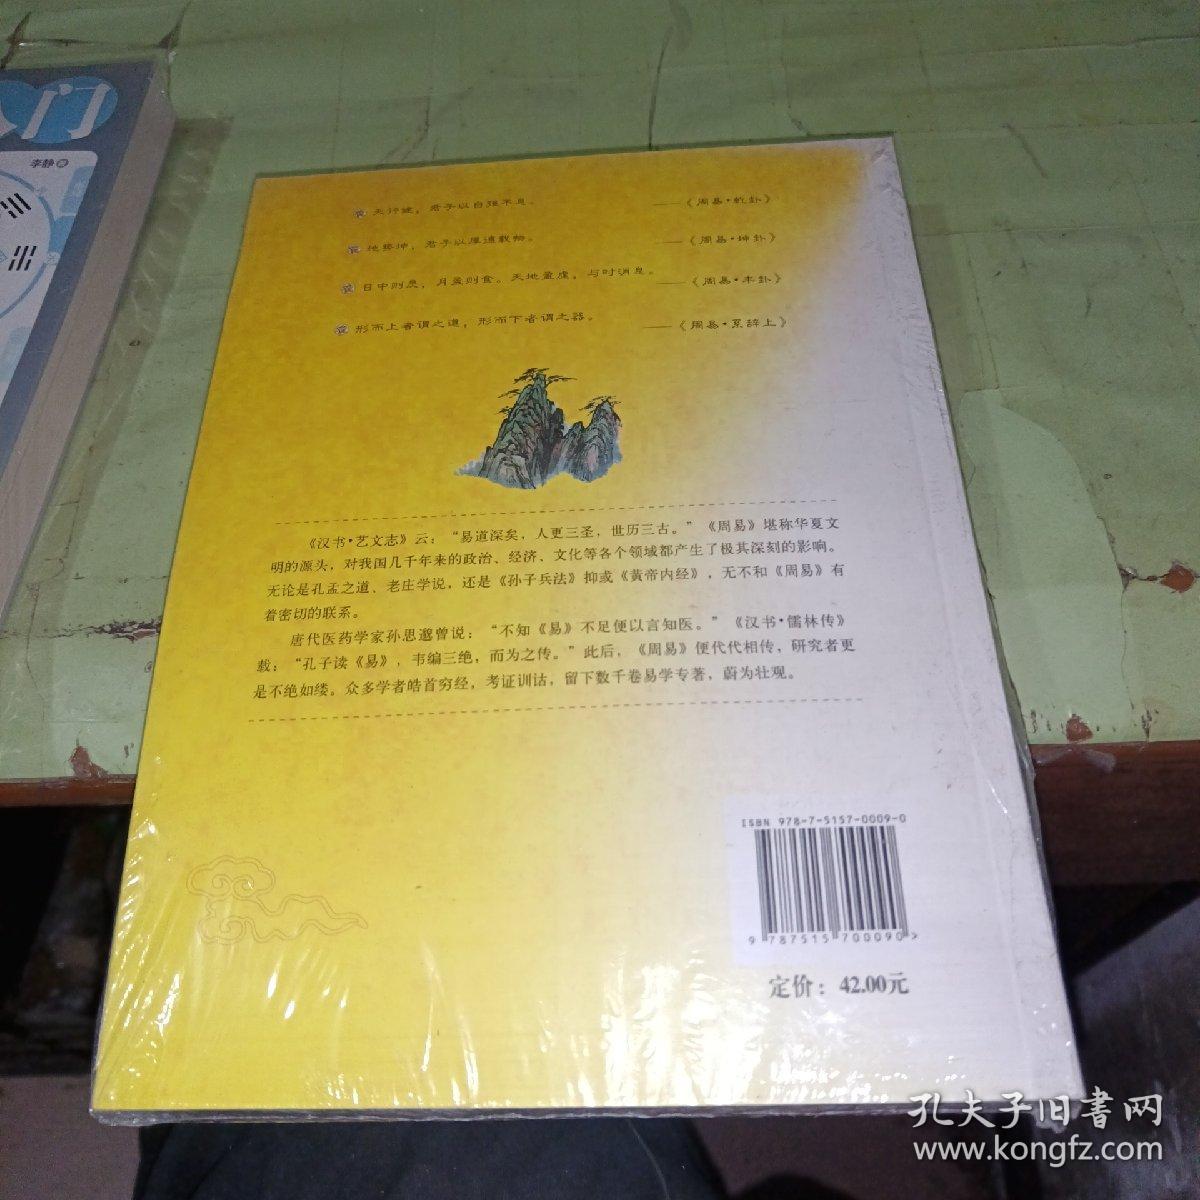 入门
李静 著
天行健，君子以自强不息。 ——《周易·乾卦》
地势坤，君子以厚德载物。 ——《周易·坤卦》
日中则昃，月盈则食。天地盈虚，与时消息。 ——《周易·丰卦》
形而上者谓之道，形而下者谓之器。 ——《周易·系辞上》
《汉书·艺文志》云：“易道深矣，人更三圣，世历三古。”《周易》堪称华夏文
明的源头，对我国几千年来的政治、经济、文化等各个领域都产生了极其深刻的影响。
无论是孔孟之道、老庄学说，还是《孙子兵法》抑或《黄帝内经》，无不和《周易》有
着密切的联系。
唐代医药学家孙思邈曾说：“不知《易》不足便以言知医。”《汉书·儒林传》
载：“孔子读《易》，韦编三绝，而为之传。”此后，《周易》便代代相传，研究者更
是不绝如缕。众多学者皓首穷经，考证训诂，留下数千卷易学专著，蔚为壮观。
ISBN 978-7-5157-0009-0
9 787515 700090>
定价：42.00元
孔夫子旧書网
www.kongfz.com